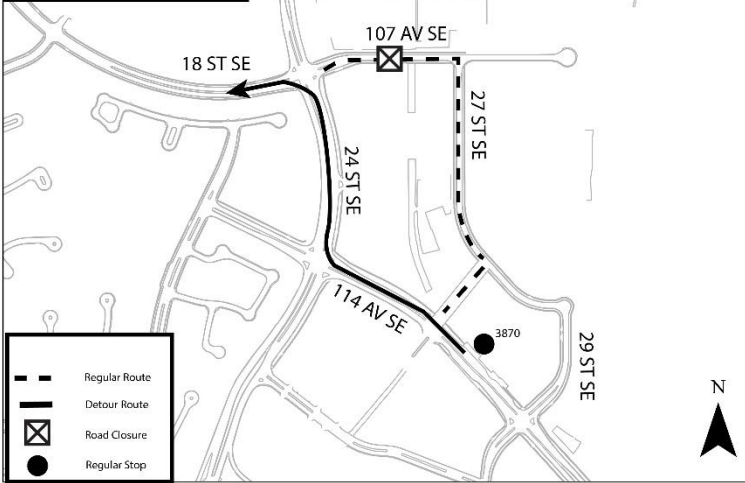 107 AV SE
18 ST SE
27 ST SE
24 ST SE
114 AV SE
3870
29 ST SE
Regular Route
Detour Route
Road Closure
Regular Stop
N